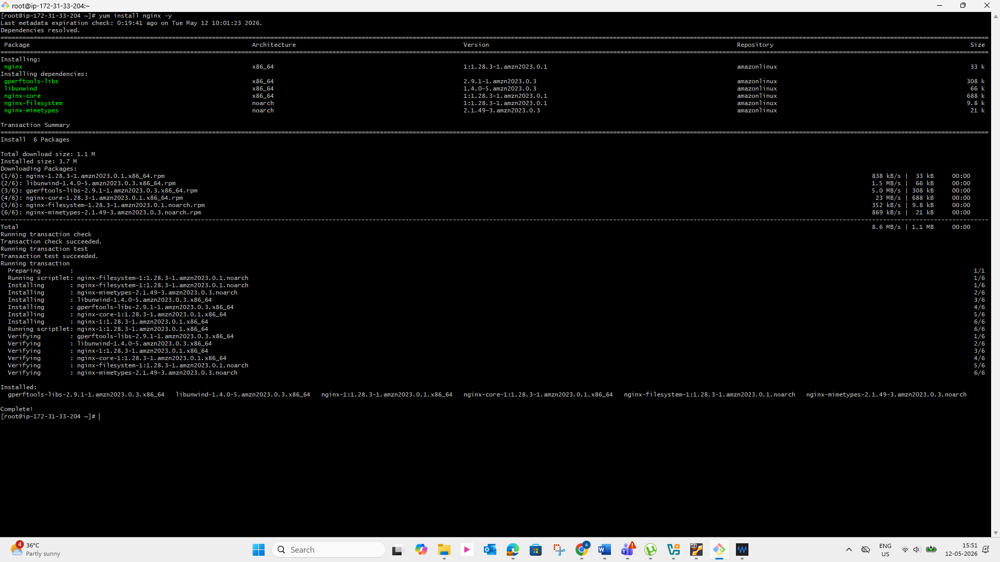 root@ip-172-31-33-204:~
[root@ip-172-31-33-204 ~]# yum install nginx -y
Last metadata expiration check: 0:19:41 ago on Tue May 12 10:01:23 2026.
Dependencies resolved.
Package Architecture Version Repository Size
Installing:
nginx x86_64 1:1.28.3-1.amzn2023.0.1 amazonlinux 33 k
Installing dependencies:
gperftools-libs x86_64 2.9.1-1.amzn2023.0.3 amazonlinux 308 k
libunwind x86_64 1.4.0-5.amzn2023.0.3 amazonlinux 66 k
nginx-core x86_64 1:1.28.3-1.amzn2023.0.1 amazonlinux 688 k
nginx-filesystem noarch 1:1.28.3-1.amzn2023.0.1 amazonlinux 9.8 k
nginx-mimetypes noarch 2.1.49-3.amzn2023.0.3 amazonlinux 21 k
Transaction Summary
Install  6 Packages
Total download size: 1.1 M
Installed size: 3.7 M
Downloading Packages:
(1/6): nginx-1.28.3-1.amzn2023.0.1.x86_64.rpm 838 kB/s | 33 kB 00:00
(2/6): libunwind-1.4.0-5.amzn2023.0.3.x86_64.rpm 1.5 MB/s | 66 kB 00:00
(3/6): gperftools-libs-2.9.1-1.amzn2023.0.3.x86_64.rpm 5.0 MB/s | 308 kB 00:00
(4/6): nginx-core-1.28.3-1.amzn2023.0.1.x86_64.rpm 23 MB/s | 688 kB 00:00
(5/6): nginx-filesystem-1.28.3-1.amzn2023.0.1.noarch.rpm 352 kB/s | 9.8 kB 00:00
(6/6): nginx-mimetypes-2.1.49-3.amzn2023.0.3.noarch.rpm 869 kB/s | 21 kB 00:00
Total 8.6 MB/s | 1.1 MB 00:00
Running transaction check
Transaction check succeeded.
Running transaction test
Transaction test succeeded.
Running transaction
Preparing : 1/1
Running scriptlet: nginx-filesystem-1:1.28.3-1.amzn2023.0.1.noarch 1/6
Installing : nginx-filesystem-1:1.28.3-1.amzn2023.0.1.noarch 1/6
Installing : nginx-mimetypes-2.1.49-3.amzn2023.0.3.noarch 2/6
Installing : libunwind-1.4.0-5.amzn2023.0.3.x86_64 3/6
Installing : gperftools-libs-2.9.1-1.amzn2023.0.3.x86_64 4/6
Installing : nginx-core-1:1.28.3-1.amzn2023.0.1.x86_64 5/6
Installing : nginx-1:1.28.3-1.amzn2023.0.1.x86_64 6/6
Running scriptlet: nginx-1:1.28.3-1.amzn2023.0.1.x86_64 6/6
Verifying : gperftools-libs-2.9.1-1.amzn2023.0.3.x86_64 1/6
Verifying : libunwind-1.4.0-5.amzn2023.0.3.x86_64 2/6
Verifying : nginx-1:1.28.3-1.amzn2023.0.1.x86_64 3/6
Verifying : nginx-core-1:1.28.3-1.amzn2023.0.1.x86_64 4/6
Verifying : nginx-filesystem-1:1.28.3-1.amzn2023.0.1.noarch 5/6
Verifying : nginx-mimetypes-2.1.49-3.amzn2023.0.3.noarch 6/6
Installed:
gperftools-libs-2.9.1-1.amzn2023.0.3.x86_64 libunwind-1.4.0-5.amzn2023.0.3.x86_64 nginx-1:1.28.3-1.amzn2023.0.1.x86_64 nginx-core-1:1.28.3-1.amzn2023.0.1.x86_64 nginx-filesystem-1:1.28.3-1.amzn2023.0.1.noarch nginx-mimetypes-2.1.49-3.amzn2023.0.3.noarch
Complete!
[root@ip-172-31-33-204 ~]#
4 36°C
Partly sunny
Search
a
ENG
US
15:51
12-05-2026